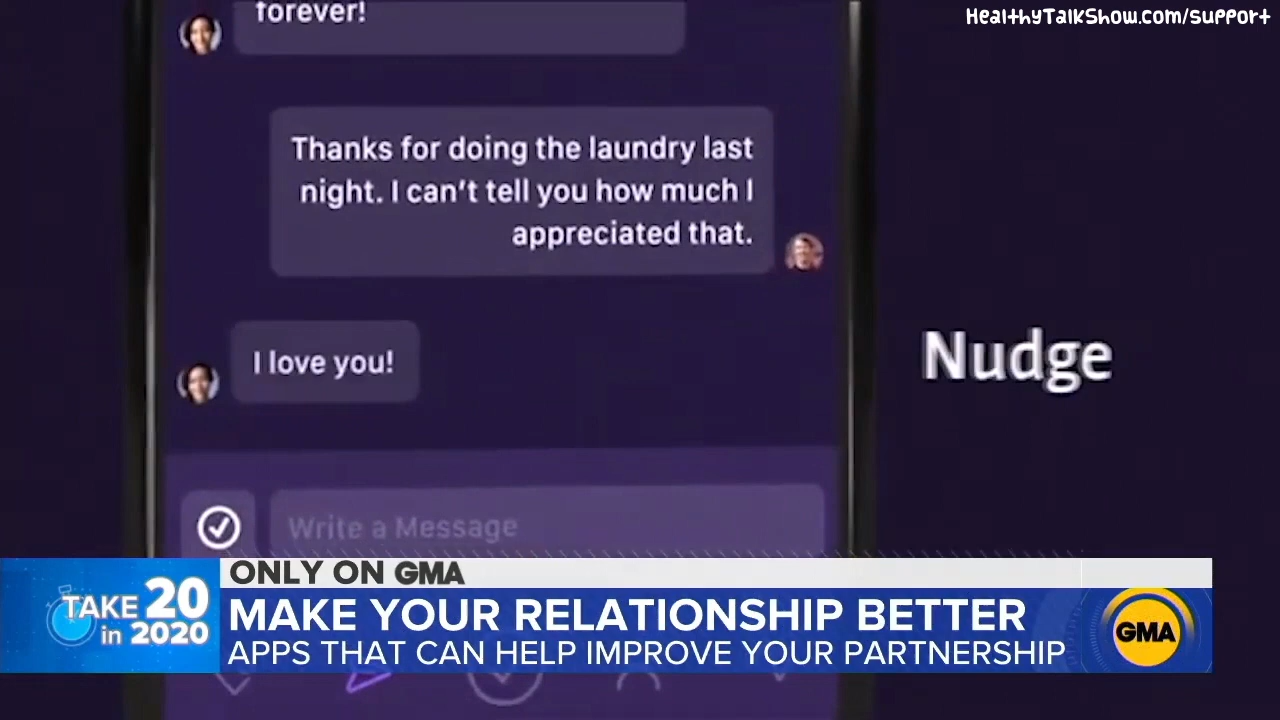 HealthyTalkShow.com/support
forever!
Thanks for doing the laundry last
night. I can't tell you how much I
appreciated that.
I love you!
Nudge
Write a Message
ONLY ON GMA
TAKE 20
in 2020
MAKE YOUR RELATIONSHIP BETTER
APPS THAT CAN HELP IMPROVE YOUR PARTNERSHIP
GMA